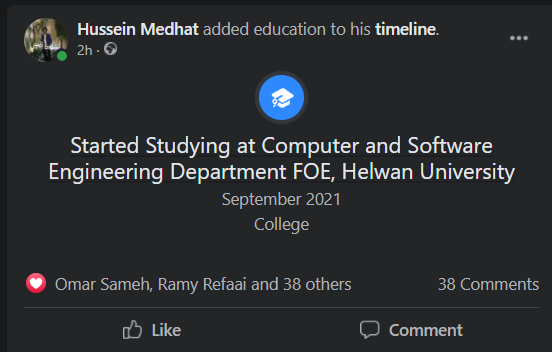 Hussein Medhat added education to his timeline.
2h ·
Started Studying at Computer and Software
Engineering Department FOE, Helwan University
September 2021
College
Omar Sameh, Ramy Refaai and 38 others
38 Comments
Like
Comment